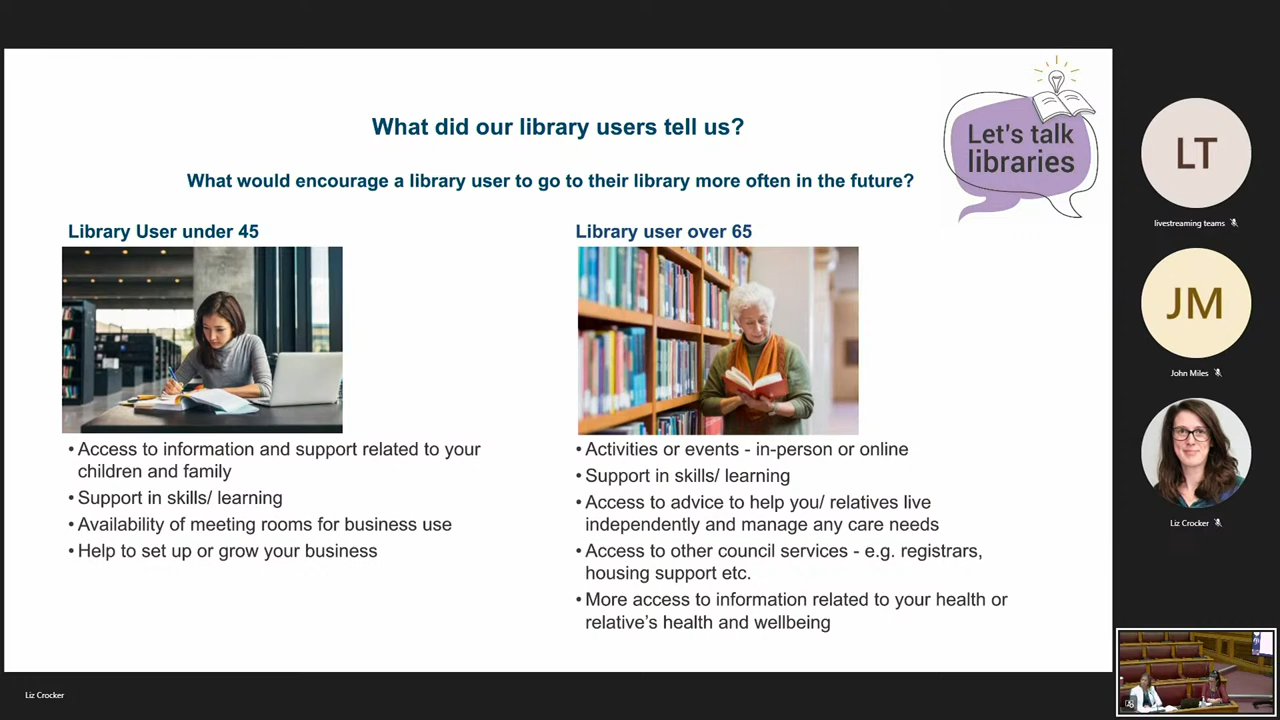 What did our library users tell us?
Let's talk
libraries
What would encourage a library user to go to their library more often in the future?
Library User under 45
• Access to information and support related to your
children and family
• Support in skills/ learning
• Availability of meeting rooms for business use
• Help to set up or grow your business
Library user over 65
• Activities or events - in-person or online
• Support in skills/ learning
• Access to advice to help you/ relatives live
independently and manage any care needs
• Access to other council services - e.g. registrars,
housing support etc.
• More access to information related to your health or
relative's health and wellbeing
LT
livestreaming teams
JM
John Miles
Liz Crocker
Liz Crocker